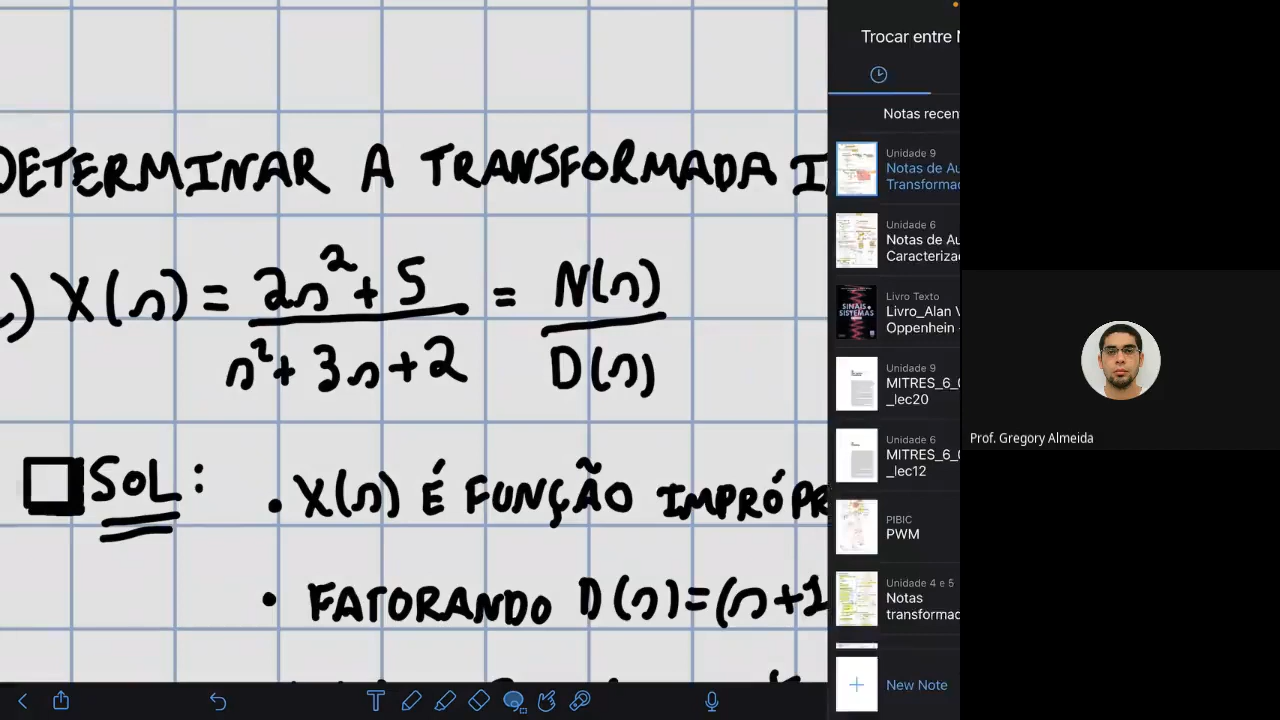 DETERMINAR A TRANSFORMADA I
) X(s) = 2s²+5 / s²+3s+2 = N(s) / D(s)
SOL:
• X(s) É FUNÇÃO IMPRÓPR
• FATORANDO D(s)=(s+1
Trocar entre N
Notas recen
Unidade 9
Notas de Au
Transformac
Unidade 6
Notas de Au
Caracterizaç
Livro Texto
Livro_Alan V
Oppenhein -
Unidade 9
MITRES_6_0
_lec20
Unidade 6
MITRES_6_0
_lec12
PIBIC
PWM
Unidade 4 e 5
Notas
transformad
New Note
SINAIS e
SISTEMAS
Prof. Gregory Almeida